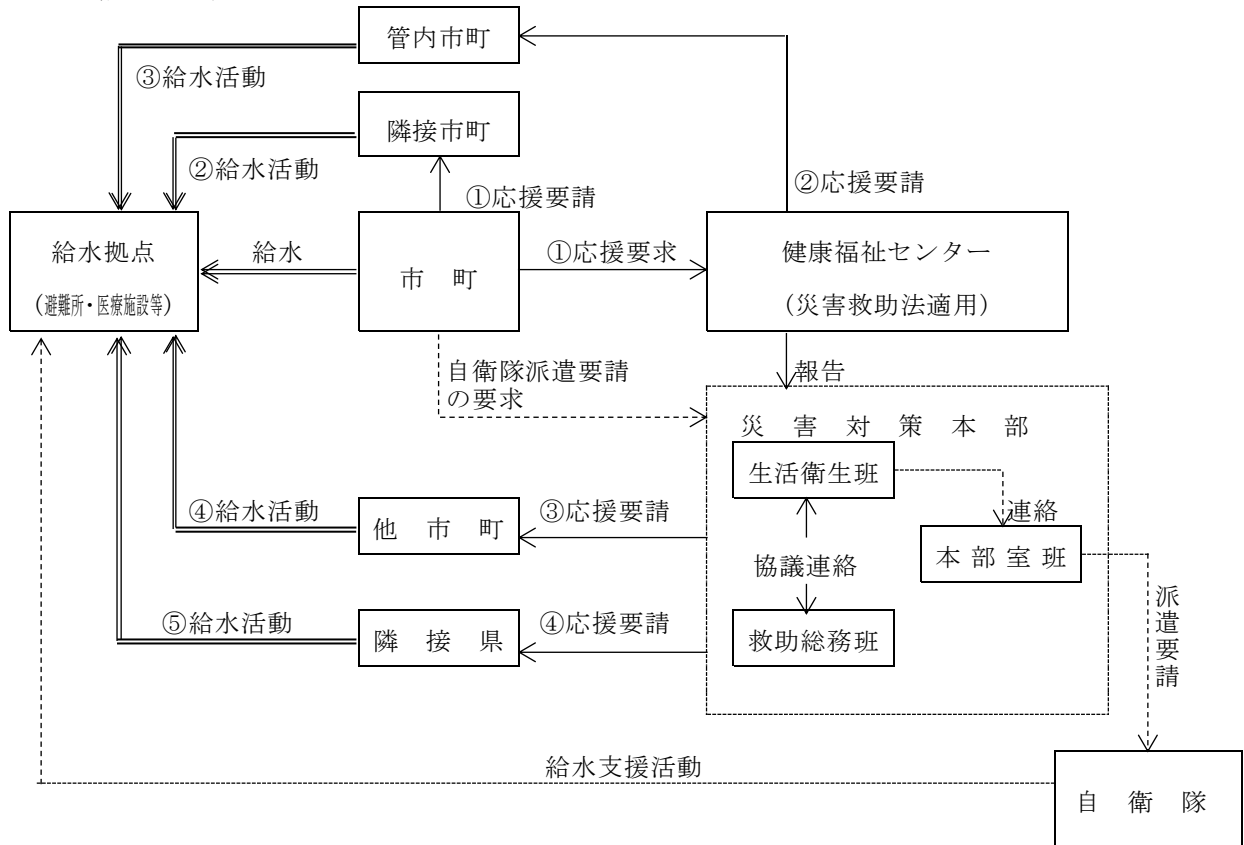 管内市町
③給水活動
隣接市町
②給水活動
②応援要請
①応援要請
給水拠点
(避難所・医療施設等)
給水
市　町
①応援要求
健康福祉センター
(災害救助法適用)
自衛隊派遣要請
の要求
報告
災　害　対　策　本　部
生活衛生班
連絡
本 部 室 班
④給水活動
他　市　町
③応援要請
協議連絡
救助総務班
⑤給水活動
隣　接　県
④応援要請
派遣要請
給水支援活動
自　衛　隊